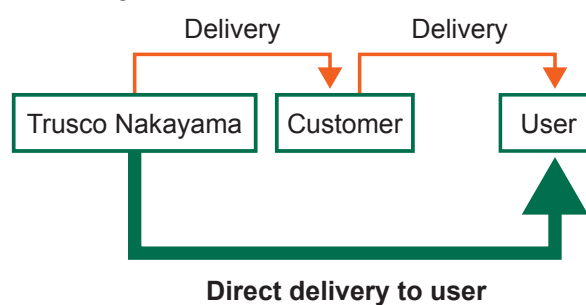 Delivery Delivery
Trusco Nakayama Customer User
Direct delivery to user